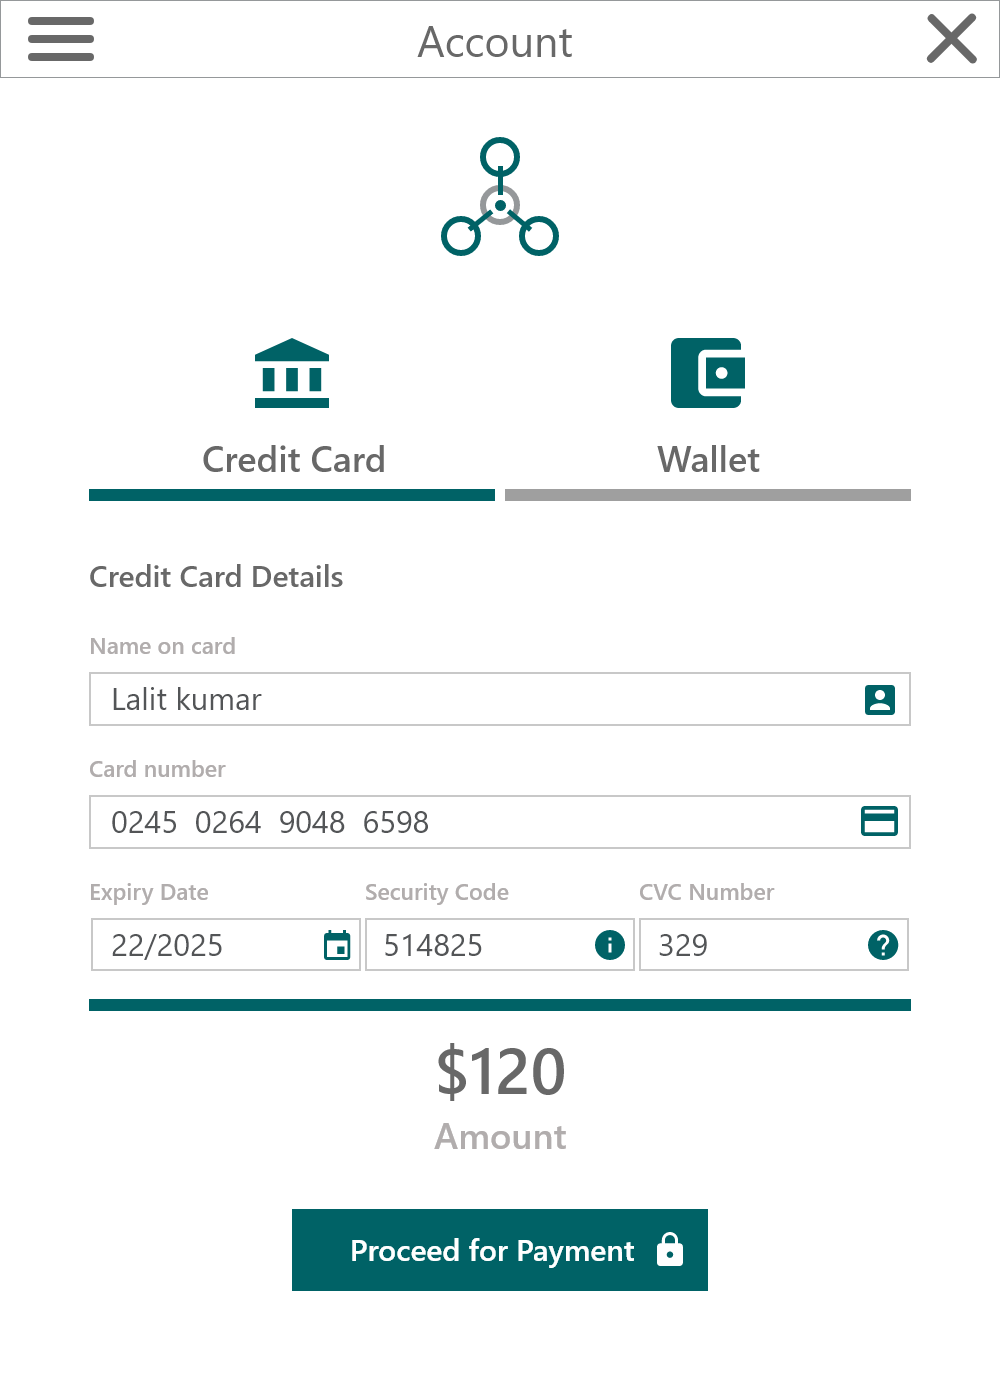 Account
Credit Card Wallet
Credit Card Details
Name on card
Lalit kumar
Card number
0245 0264 9048 6598
Expiry Date Security Code CVC Number
22/2025 514825 329
$120
Amount
Proceed for Payment